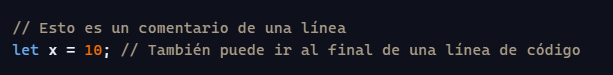 // Esto es un comentario de una línea
let x = 10; // También puede ir al final de una línea de código